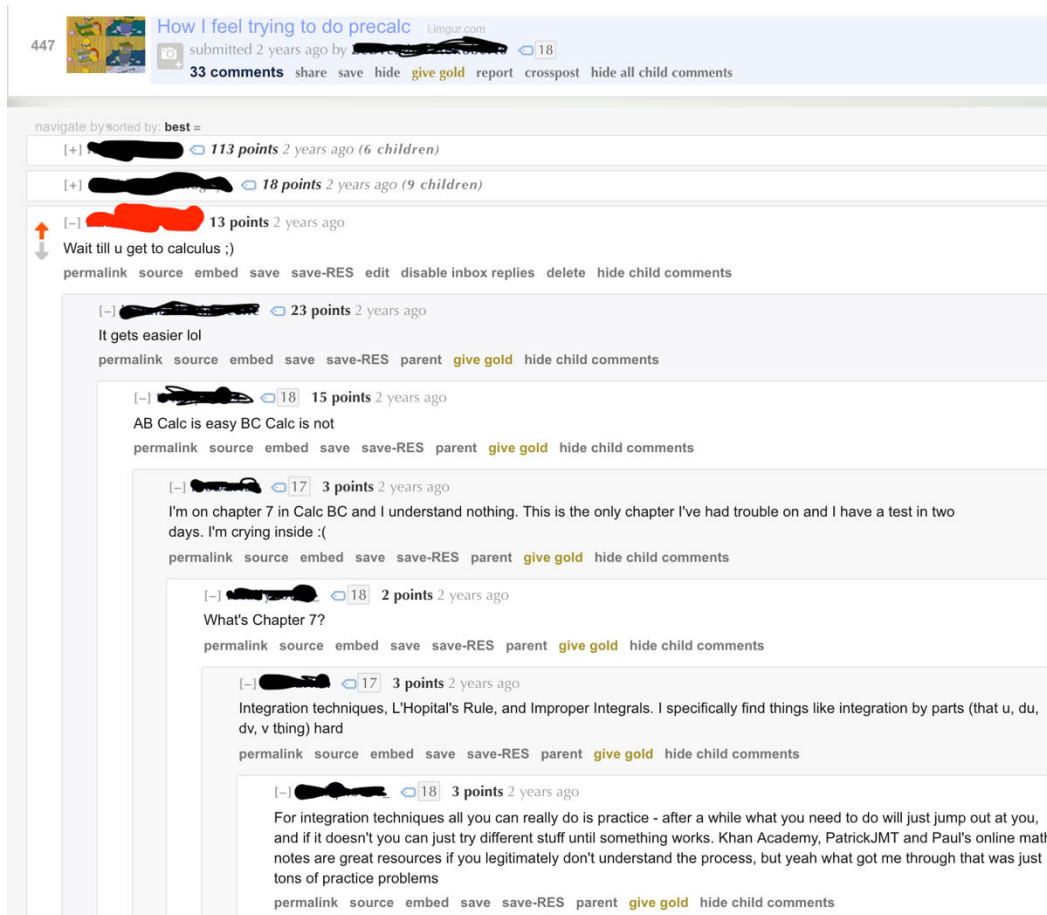 How I feel trying to do precalc Limgur.com
447
submitted 2 years ago by 18
33 comments share save hide give gold report crosspost hide all child comments
navigate by sorted by: best =
[+] 113 points 2 years ago (6 children)
[+] 18 points 2 years ago (9 children)
[–] 13 points 2 years ago
Wait till u get to calculus ;)
permalink source embed save save-RES edit disable inbox replies delete hide child comments
[–] 23 points 2 years ago
It gets easier lol
permalink source embed save save-RES parent give gold hide child comments
[–] 18 15 points 2 years ago
AB Calc is easy BC Calc is not
permalink source embed save save-RES parent give gold hide child comments
[–] 17 3 points 2 years ago
I'm on chapter 7 in Calc BC and I understand nothing. This is the only chapter I've had trouble on and I have a test in two
days. I'm crying inside :(
permalink source embed save save-RES parent give gold hide child comments
[–] 18 2 points 2 years ago
What's Chapter 7?
permalink source embed save save-RES parent give gold hide child comments
[–] 17 3 points 2 years ago
Integration techniques, L'Hopital's Rule, and Improper Integrals. I specifically find things like integration by parts (that u, du,
dv, v thing) hard
permalink source embed save save-RES parent give gold hide child comments
[–] 18 3 points 2 years ago
For integration techniques all you can really do is practice - after a while what you need to do will just jump out at you,
and if it doesn't you can just try different stuff until something works. Khan Academy, PatrickJMT and Paul's online math
notes are great resources if you legitimately don't understand the process, but yeah what got me through that was just
tons of practice problems
permalink source embed save save-RES parent give gold hide child comments